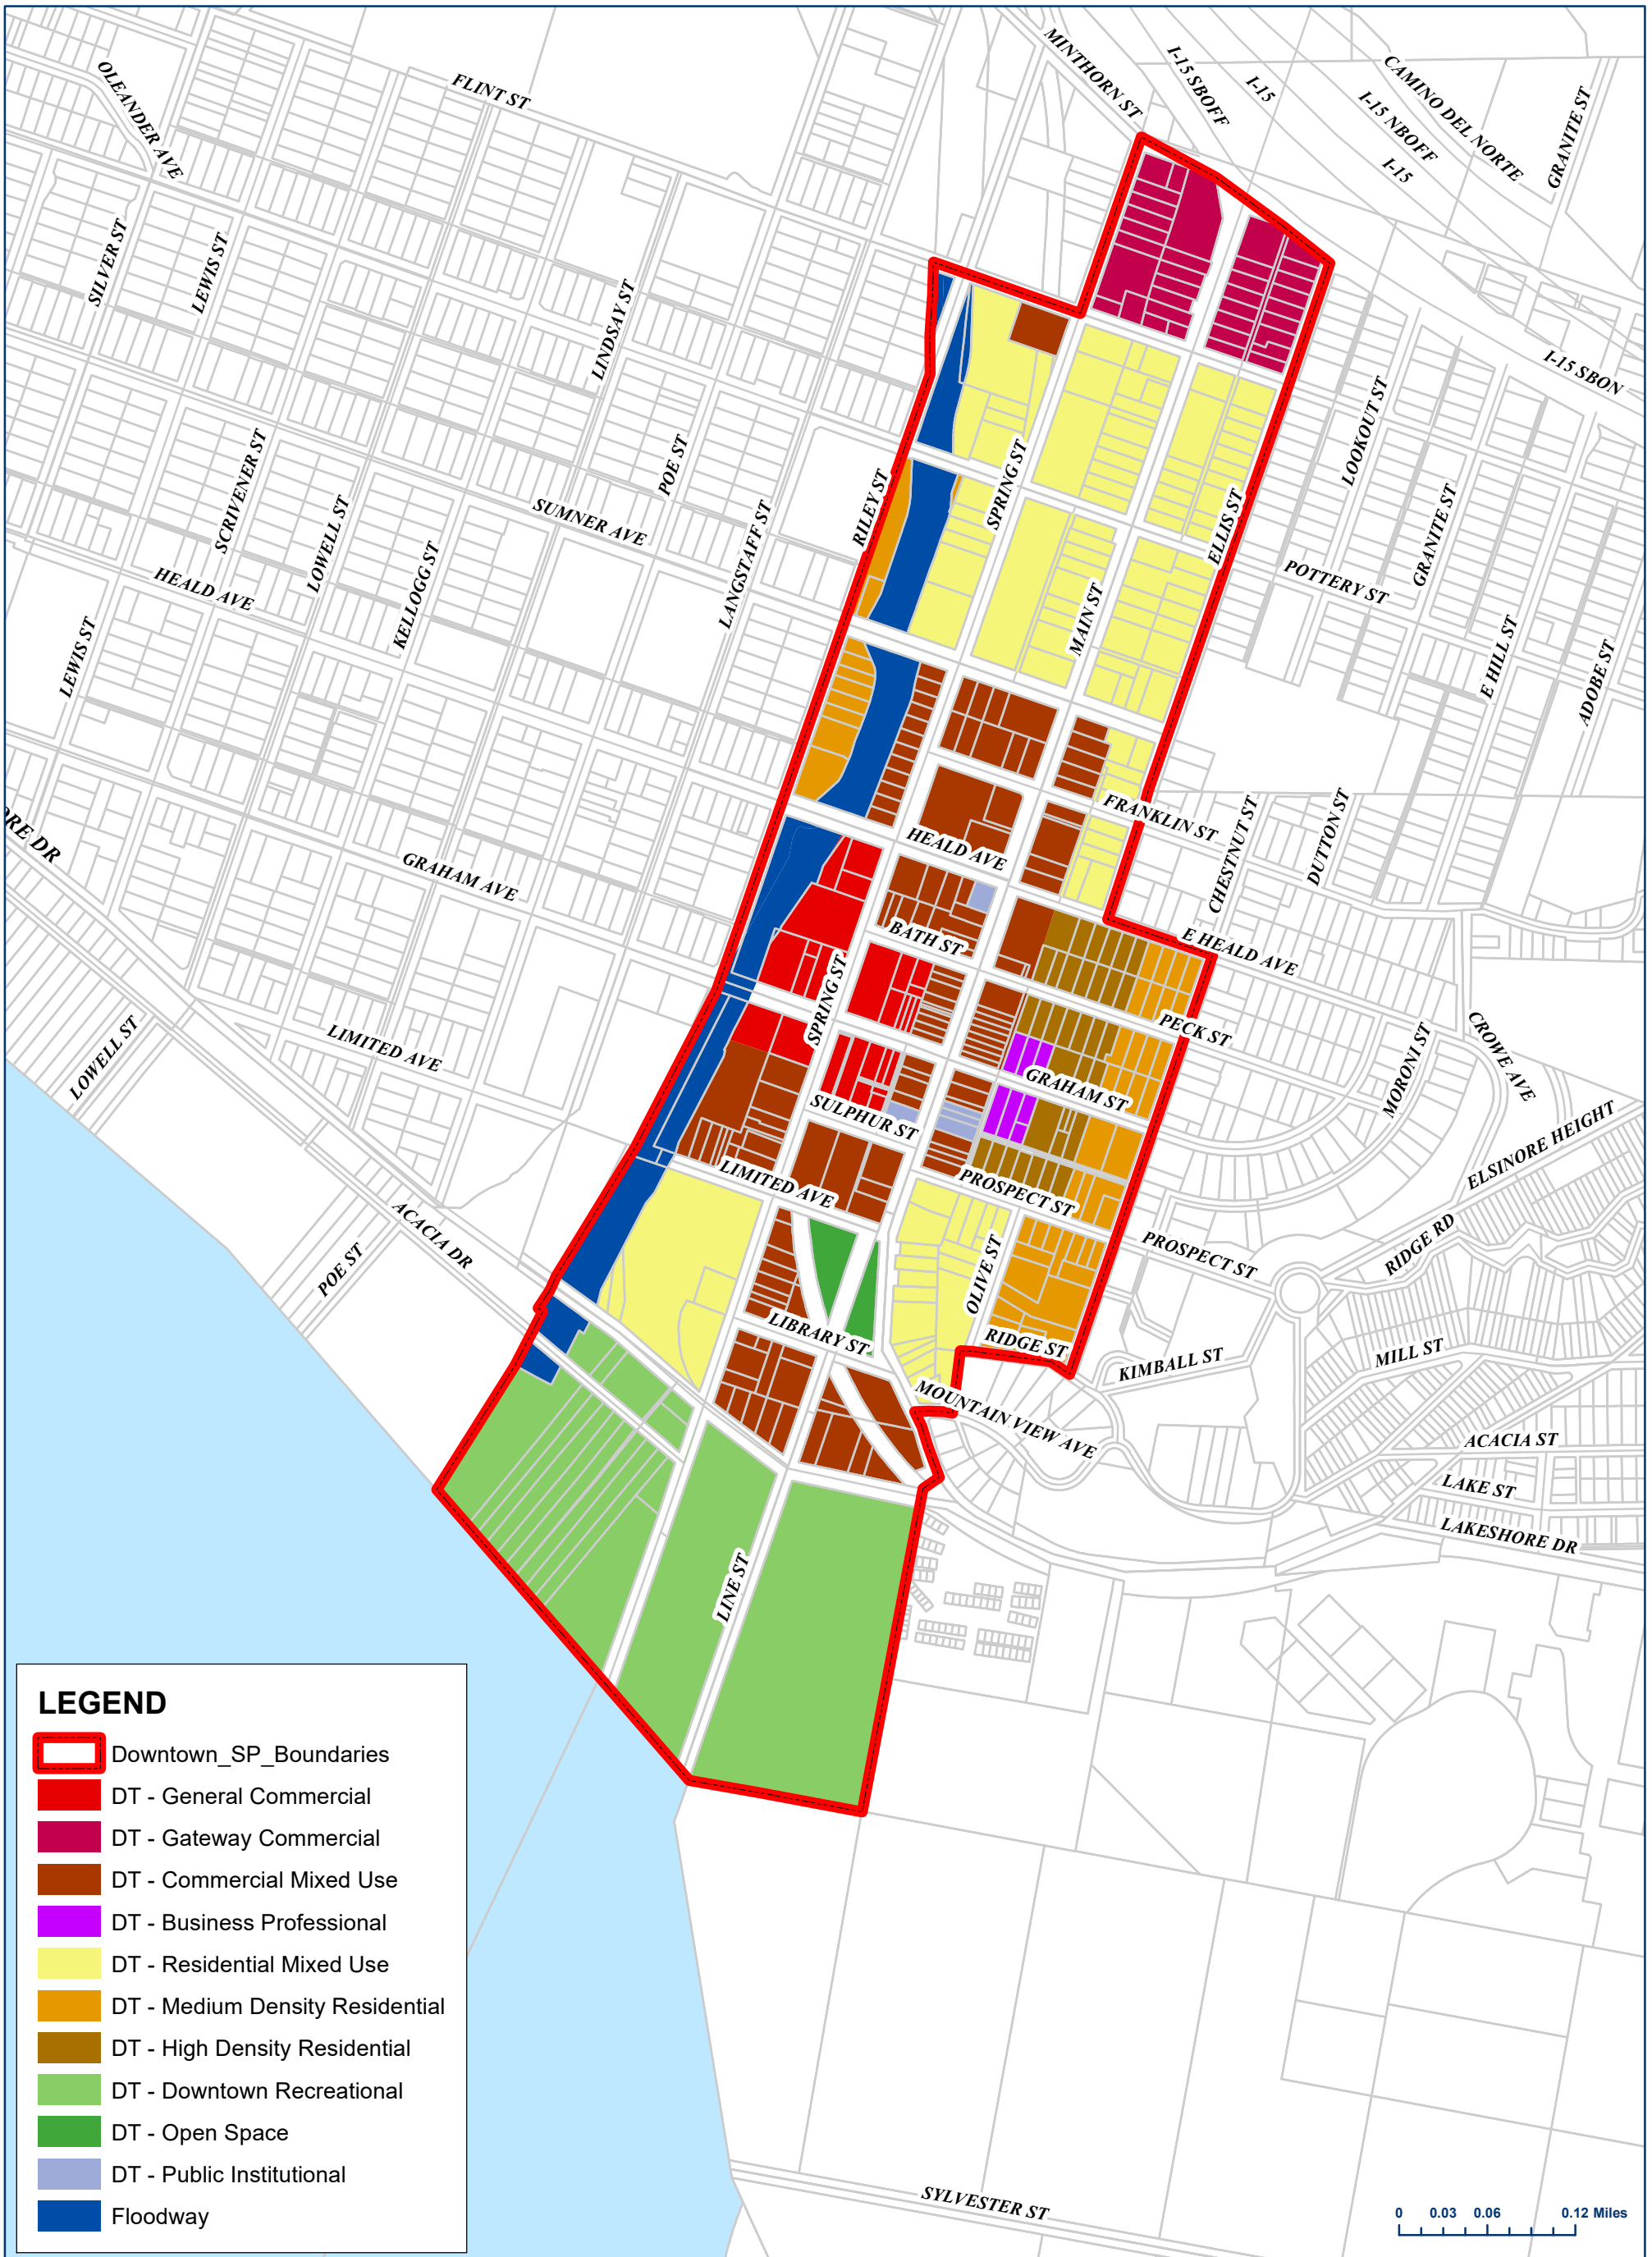 MINTHORN ST
I-15 SBOFF
I-15
CAMINO DEL NORTE
I-15 NBOFF
GRANITE ST
I-15
OLEANDER AVE
FLINT ST
SILVER ST
LEWIS ST
LINDSAY ST
I-15 SBON
LOOKOUT ST
SCRIVENER ST
LOWELL ST
POE ST
SUMNER AVE
RILEY ST
SPRING ST
ELLIS ST
GRANITE ST
HEALD AVE
KELLOGG ST
LANGSTAFF ST
MAIN ST
POTTERY ST
LEWIS ST
E HILL ST
ADOBE ST
ORE DR
GRAHAM AVE
HEALD AVE
FRANKLIN ST
CHESTNUT ST
DUTTON ST
BATH ST
E HEALD AVE
SPRING ST
PECK ST
LOWELL ST
LIMITED AVE
GRAHAM ST
MORONI ST
CROWE AVE
SULPHUR ST
ELSINORE HEIGHT
LIMITED AVE
PROSPECT ST
ACACIA DR
POE ST
OLIVE ST
PROSPECT ST
RIDGE RD
LIBRARY ST
RIDGE ST
KIMBALL ST
MILL ST
MOUNTAIN VIEW AVE
ACACIA ST
LAKE ST
LAKESHORE DR
LINE ST
LEGEND
Downtown_SP_Boundaries
DT - General Commercial
DT - Gateway Commercial
DT - Commercial Mixed Use
DT - Business Professional
DT - Residential Mixed Use
DT - Medium Density Residential
DT - High Density Residential
DT - Downtown Recreational
DT - Open Space
DT - Public Institutional
Floodway
SYLVESTER ST
0 0.03 0.06 0.12 Miles